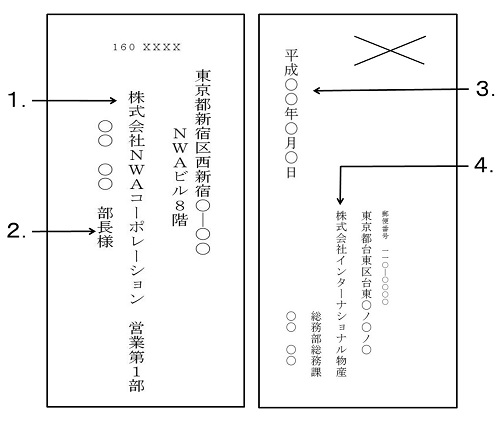 160 XXXX
東京都新宿区西新宿〇―〇〇
NWAビル8階
1.
株式会社NWAコーポレーション 営業第1部
2.
〇〇 〇〇 部長様
3.
平成〇〇年〇月〇日
4.
郵便番号 一一〇―〇〇〇〇
東京都台東区台東〇ノ〇ノ〇
株式会社インターナショナル物産
総務部総務課
〇〇 〇〇